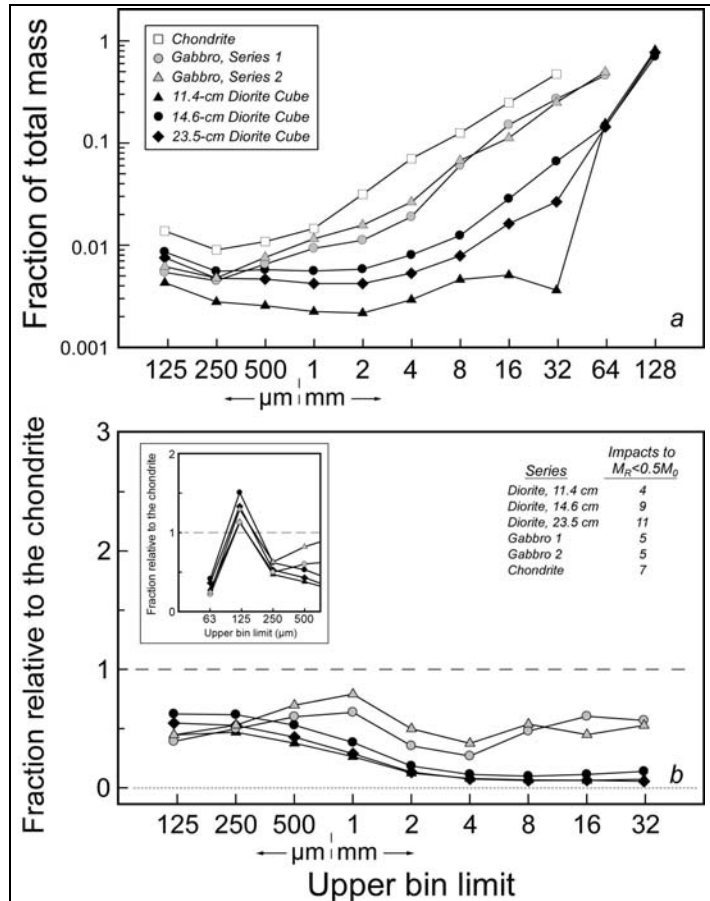 Fraction of total mass
1
0.1
0.01
0.001
Chondrite
Gabbro, Series 1
Gabbro, Series 2
11.4-cm Diorite Cube
14.6-cm Diorite Cube
23.5-cm Diorite Cube
a
125 250 500 1 2 4 8 16 32 64 128
← µm ¦ mm →
Fraction relative to the chondrite
3
2
1
0
Fraction relative to the chondrite
2
1
0
63 125 250 500
Upper bin limit (µm)
Series Impacts to M_R<0.5M_0
Diorite, 11.4 cm 4
Diorite, 14.6 cm 9
Diorite, 23.5 cm 11
Gabbro 1 5
Gabbro 2 5
Chondrite 7
b
125 250 500 1 2 4 8 16 32
← µm ¦ mm →
Upper bin limit